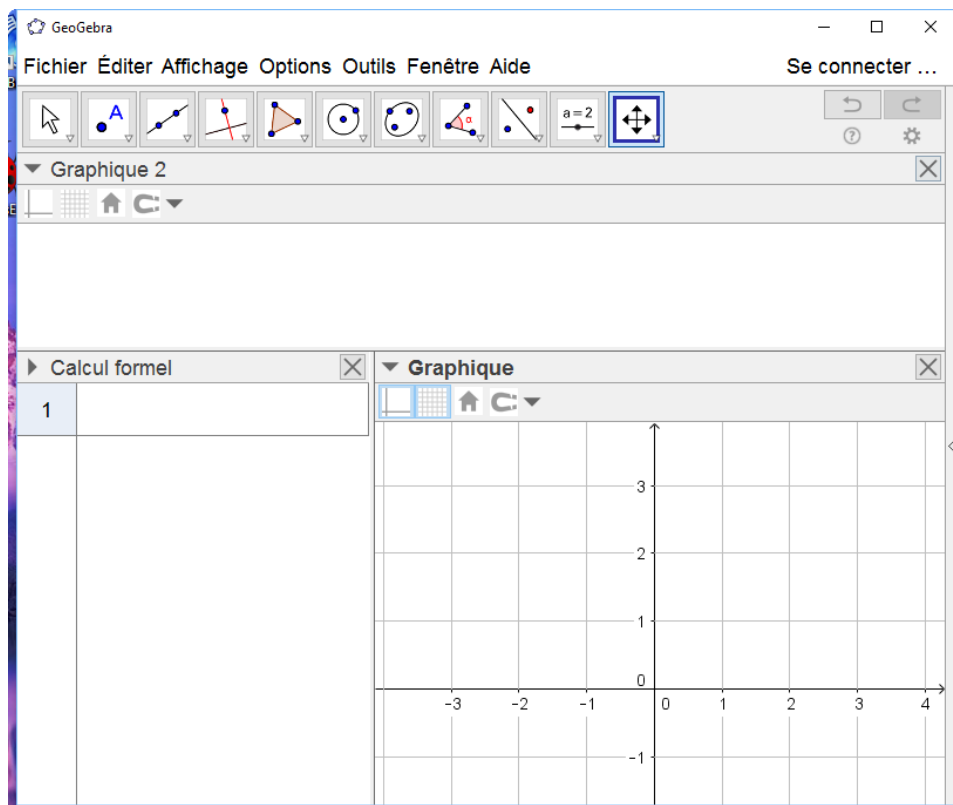 GeoGebra
Fichier Éditer Affichage Options Outils Fenêtre Aide Se connecter ...
A α a=2
Graphique 2
Calcul formel
Graphique
1
3
2
1
0
-3 -2 -1 0 1 2 3 4
-1